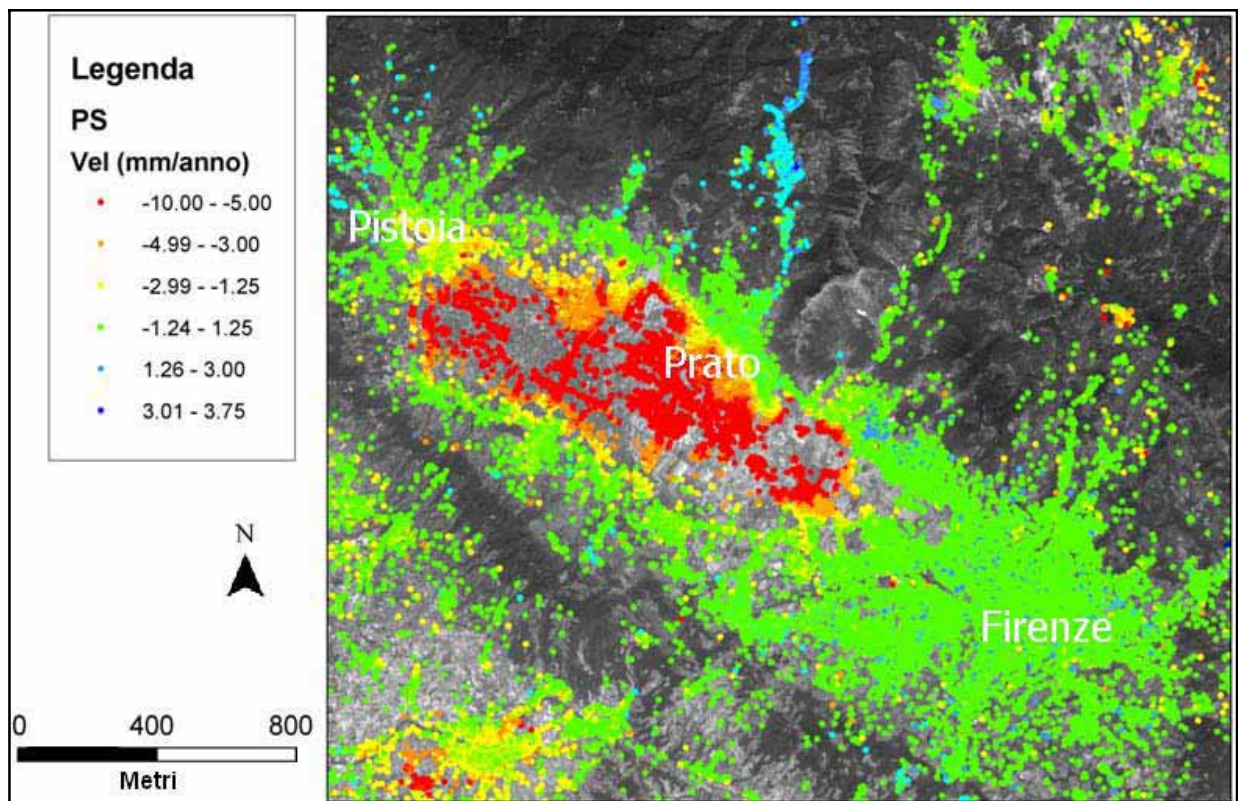 Legenda
PS
Vel (mm/anno)
-10.00 - -5.00
-4.99 - -3.00
-2.99 - -1.25
-1.24 - 1.25
1.26 - 3.00
3.01 - 3.75
N
0 400 800
Metri
Pistoia
Prato
Firenze